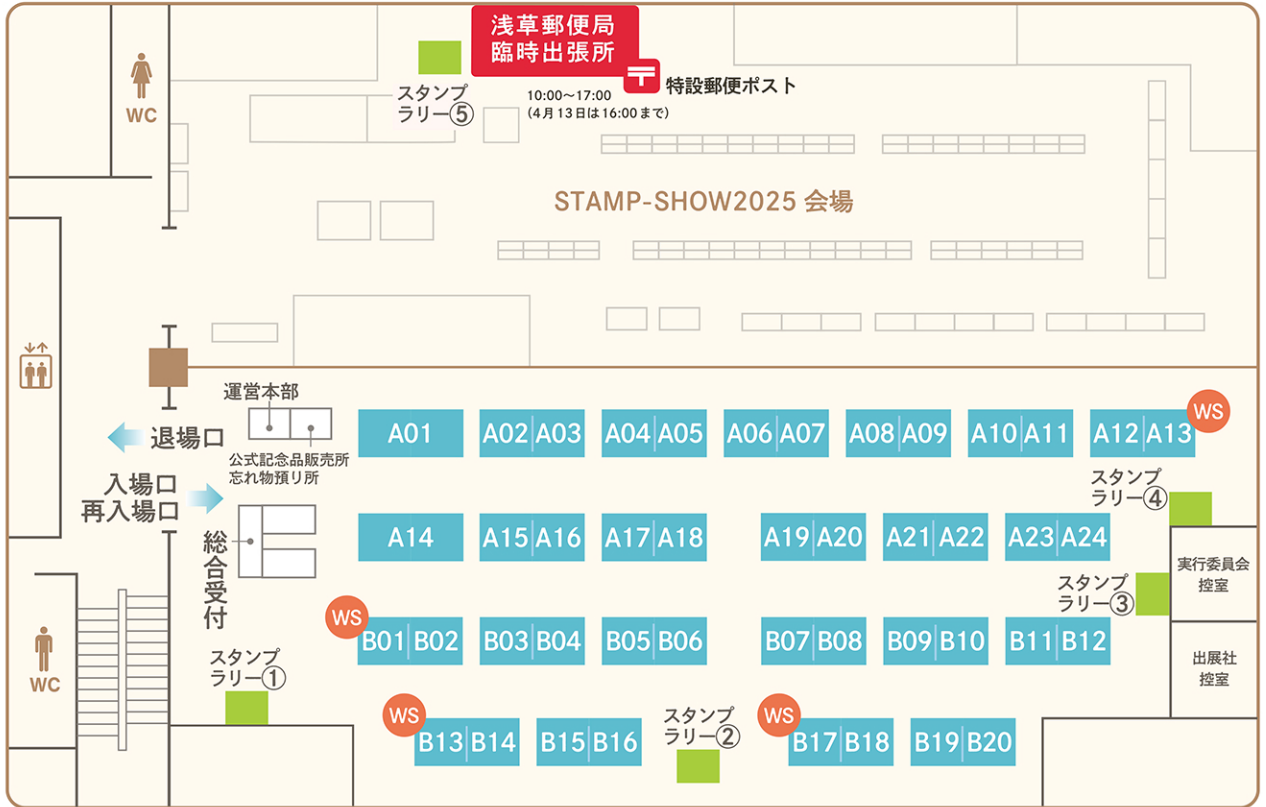 浅草郵便局
臨時出張所
〒
特設郵便ポスト
10:00〜17:00
(4月13日は16:00まで)
スタンプ
ラリー⑤
WC
STAMP-SHOW2025 会場
運営本部
公式記念品販売所
忘れ物預り所
退場口
入場口
再入場口
総合受付
A01
A02 A03
A04 A05
A06 A07
A08 A09
A10 A11
A12 A13
WS
スタンプ
ラリー④
A14
A15 A16
A17 A18
A19 A20
A21 A22
A23 A24
実行委員会
控室
スタンプ
ラリー③
WS
B01 B02
B03 B04
B05 B06
B07 B08
B09 B10
B11 B12
出展社
控室
WC
スタンプ
ラリー①
WS
B13 B14
B15 B16
スタンプ
ラリー②
WS
B17 B18
B19 B20